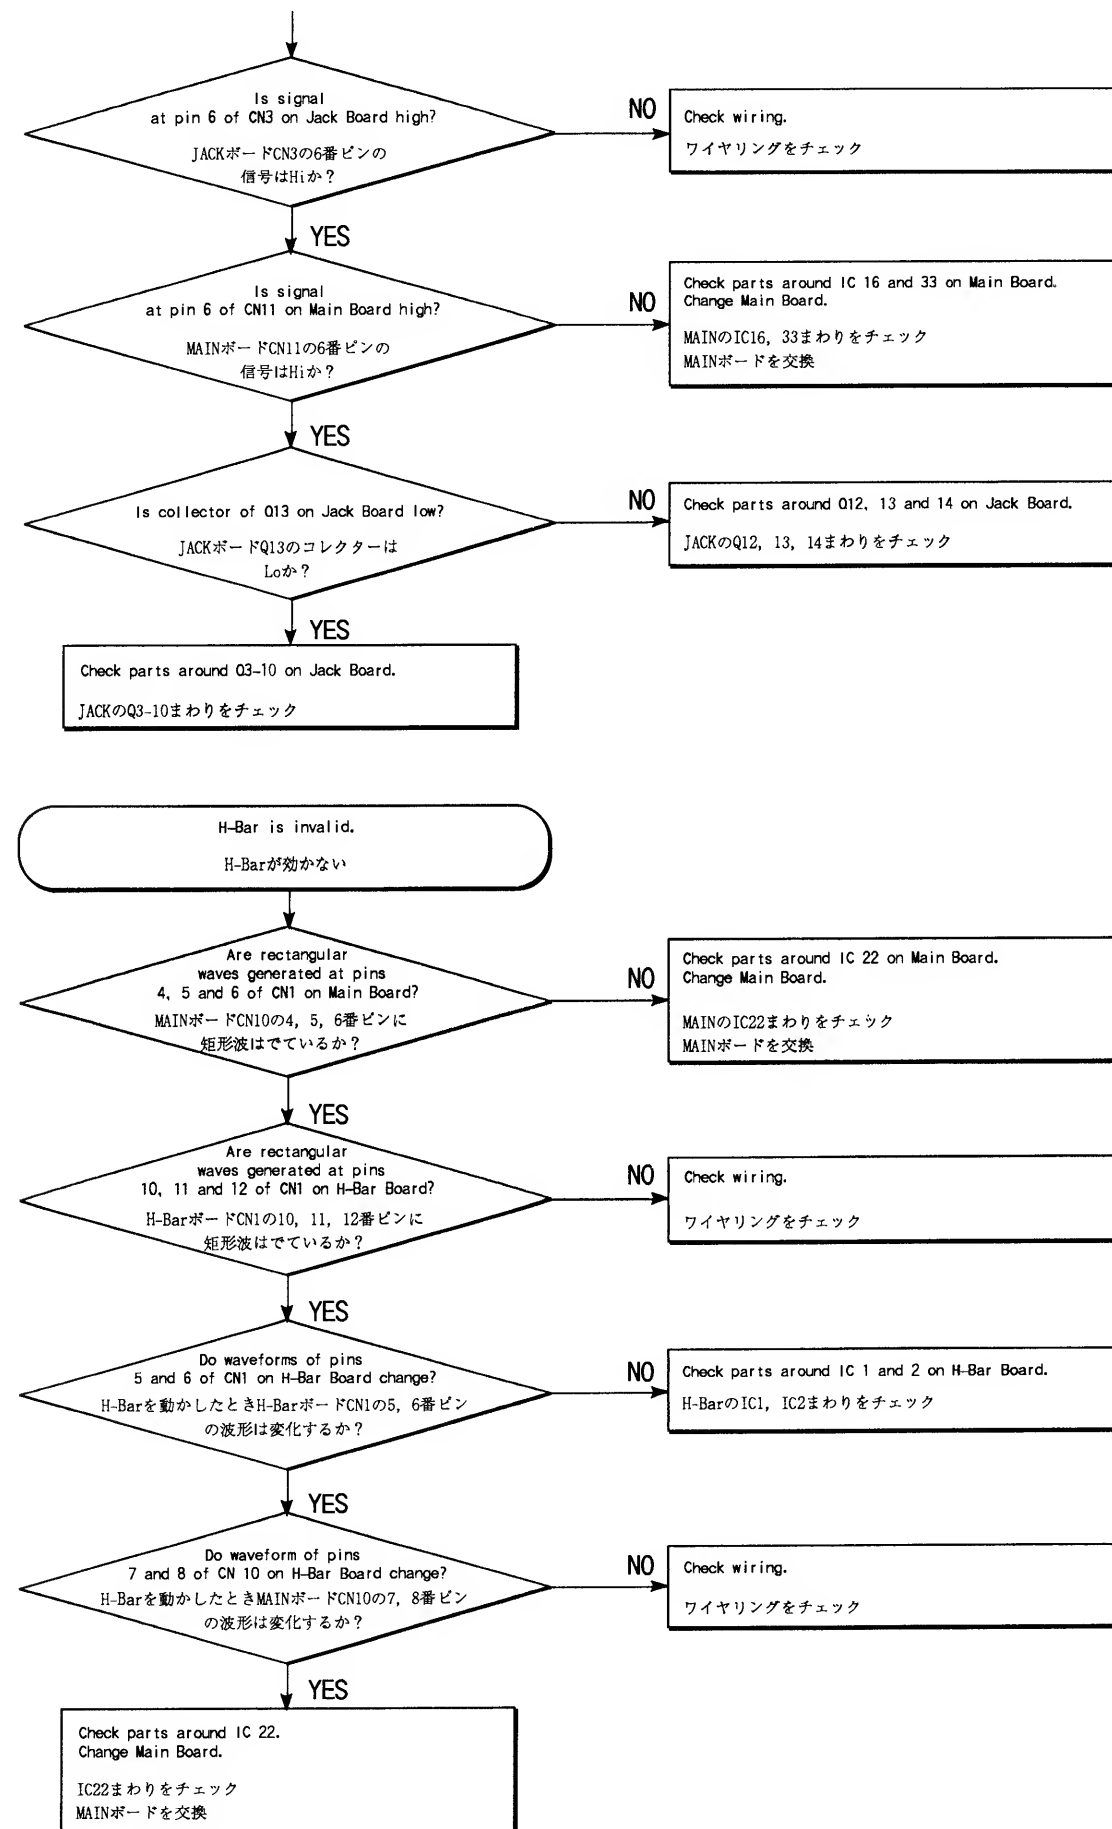 Is signal
at pin 6 of CN3 on Jack Board high?
JACKボードCN3の6番ピンの
信号はHiか？
NO
Check wiring.
ワイヤリングをチェック
YES
Is signal
at pin 6 of CN11 on Main Board high?
MAINボードCN11の6番ピンの
信号はHiか？
NO
Check parts around IC 16 and 33 on Main Board.
Change Main Board.
MAINのIC16, 33まわりをチェック
MAINボードを交換
YES
Is collector of Q13 on Jack Board low?
JACKボードQ13のコレクターは
Loか？
NO
Check parts around Q12, 13 and 14 on Jack Board.
JACKのQ12, 13, 14まわりをチェック
YES
Check parts around Q3-10 on Jack Board.
JACKのQ3-10まわりをチェック
H-Bar is invalid.
H-Barが効かない
Are rectangular
waves generated at pins
4, 5 and 6 of CN1 on Main Board?
MAINボードCN10の4, 5, 6番ピンに
矩形波はでているか？
NO
Check parts around IC 22 on Main Board.
Change Main Board.
MAINのIC22まわりをチェック
MAINボードを交換
YES
Are rectangular
waves generated at pins
10, 11 and 12 of CN1 on H-Bar Board?
H-BarボードCN1の10, 11, 12番ピンに
矩形波はでているか？
NO
Check wiring.
ワイヤリングをチェック
YES
Do waveforms of pins
5 and 6 of CN1 on H-Bar Board change?
H-Barを動かしたときH-BarボードCN1の5, 6番ピン
の波形は変化するか？
NO
Check parts around IC 1 and 2 on H-Bar Board.
H-BarのIC1, IC2まわりをチェック
YES
Do waveform of pins
7 and 8 of CN 10 on H-Bar Board change?
H-Barを動かしたときMAINボードCN10の7, 8番ピン
の波形は変化するか？
NO
Check wiring.
ワイヤリングをチェック
YES
Check parts around IC 22.
Change Main Board.
IC22まわりをチェック
MAINボードを交換